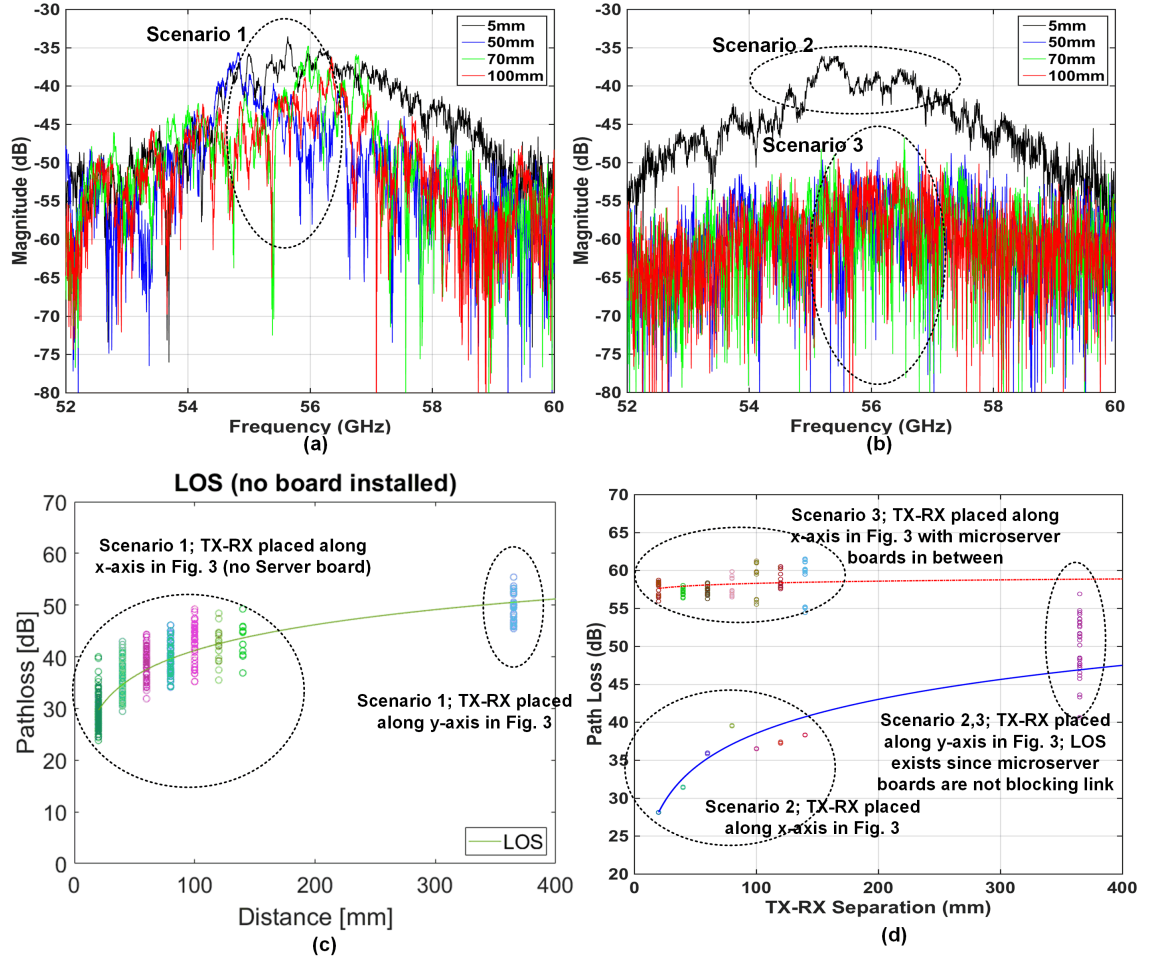 -30
-35
-40
-45
-50
-55
-60
-65
-70
-75
-80
Magnitude (dB)
Scenario 1
5mm
50mm
70mm
100mm
52
54
56
58
60
Frequency (GHz)
(a)
-30
-35
-40
-45
-50
-55
-60
-65
-70
-75
-80
Magnitude (dB)
Scenario 2
Scenario 3
5mm
50mm
70mm
100mm
52
54
56
58
60
Frequency (GHz)
(b)
LOS (no board installed)
70
60
50
40
30
20
10
0
Pathloss [dB]
Scenario 1; TX-RX placed along
x-axis in Fig. 3 (no Server board)
Scenario 1; TX-RX placed
along y-axis in Fig. 3
LOS
0
100
200
300
400
Distance [mm]
(c)
70
65
60
55
50
45
40
35
30
25
20
Path Loss (dB)
Scenario 3; TX-RX placed along
x-axis in Fig. 3 with microserver
boards in between
Scenario 2,3; TX-RX placed
along y-axis in Fig. 3; LOS
exists since microserver
boards are not blocking link
Scenario 2; TX-RX placed
along x-axis in Fig. 3
0
100
200
300
400
TX-RX Separation (mm)
(d)